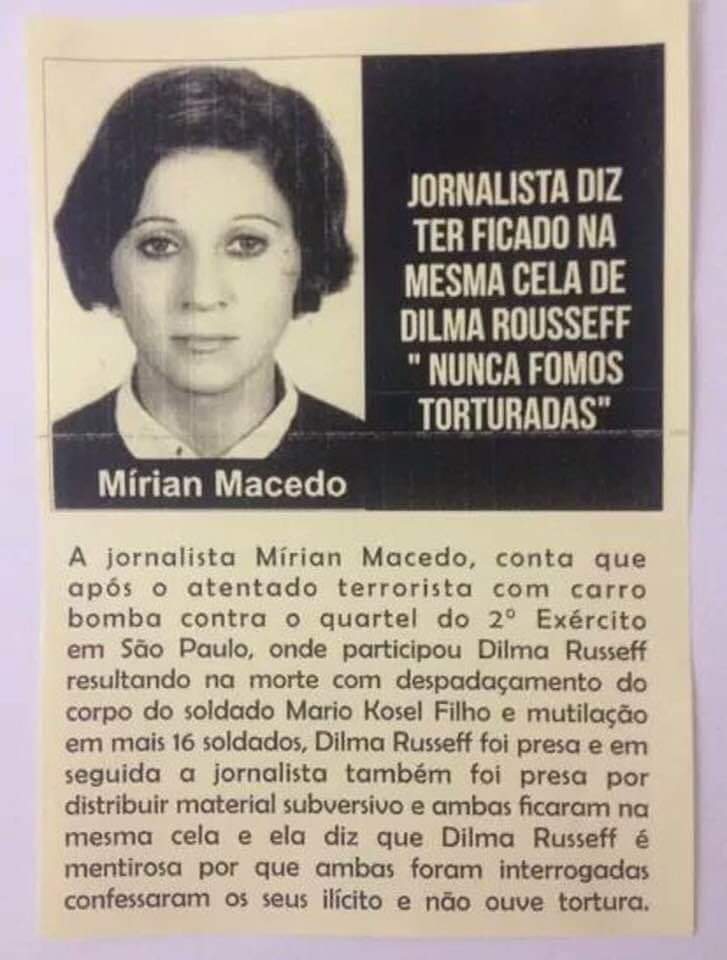 JORNALISTA DIZ
TER FICADO NA
MESMA CELA DE
DILMA ROUSSEFF
" NUNCA FOMOS
TORTURADAS"
Mírian Macedo
A jornalista Mírian Macedo, conta que
após o atentado terrorista com carro
bomba contra o quartel do 2º Exército
em São Paulo, onde participou Dilma Russeff
resultando na morte com despadaçamento do
corpo do soldado Mario Kosel Filho e mutilação
em mais 16 soldados, Dilma Russeff foi presa e em
seguida a jornalista também foi presa por
distribuir material subversivo e ambas ficaram na
mesma cela e ela diz que Dilma Russeff é
mentirosa por que ambas foram interrogadas
confessaram os seus ilícito e não ouve tortura.